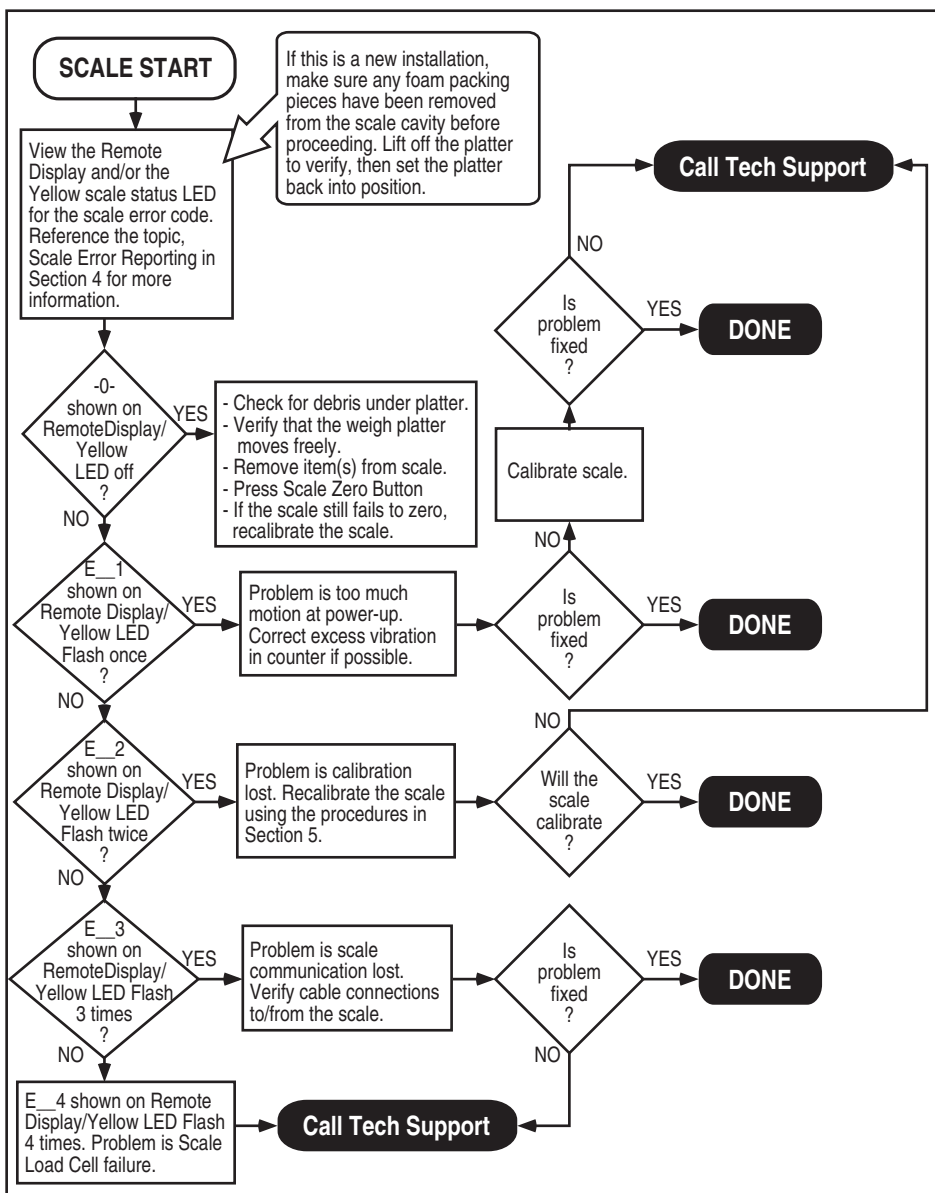 SCALE START
If this is a new installation,
make sure any foam packing
pieces have been removed
from the scale cavity before
proceeding. Lift off the platter
to verify, then set the platter
back into position.
View the Remote
Display and/or the
Yellow scale status LED
for the scale error code.
Reference the topic,
Scale Error Reporting in
Section 4 for more
information.
Call Tech Support
NO
Is
problem
fixed
?
YES
DONE
-0-
shown on
RemoteDisplay/
Yellow
LED off
?
YES
- Check for debris under platter.
- Verify that the weigh platter
moves freely.
- Remove item(s) from scale.
- Press Scale Zero Button
- If the scale still fails to zero,
recalibrate the scale.
Calibrate scale.
NO
NO
E__1
shown on
Remote Display/
Yellow LED
Flash once
?
YES
Problem is too much
motion at power-up.
Correct excess vibration
in counter if possible.
Is
problem
fixed
?
YES
DONE
NO
E__2
shown on
Remote Display/
Yellow LED
Flash twice
?
YES
Problem is calibration
lost. Recalibrate the scale
using the procedures in
Section 5.
NO
Will the
scale
calibrate
?
YES
DONE
NO
E__3
shown on
RemoteDisplay/
Yellow LED Flash
3 times
?
YES
Problem is scale
communication lost.
Verify cable connections
to/from the scale.
Is
problem
fixed
?
YES
DONE
NO
NO
E__4 shown on Remote
Display/Yellow LED Flash
4 times. Problem is Scale
Load Cell failure.
Call Tech Support